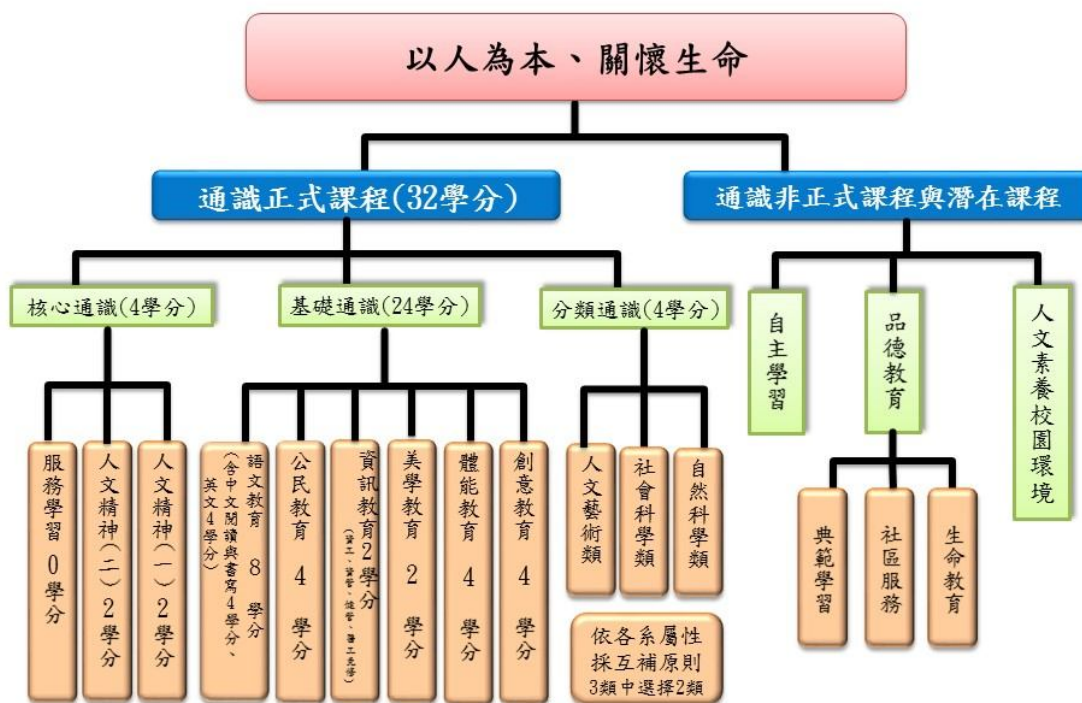 以人為本、關懷生命
通識正式課程(32學分)
通識非正式課程與潛在課程
核心通識(4學分)
基礎通識(24學分)
分類通識(4學分)
自主學習
品德教育
人文素養校園環境
服務學習 0學分
人文精神(二)2學分
人文精神(一)2學分
語文教育 8 學分
(含中文閱讀與書寫4學分、
英文4學分)
公民教育 4 學分
資訊教育2學分
(資工、資管、健管、醫工免修)
美學教育 2 學分
體能教育 4 學分
創意教育 4 學分
人文藝術類
社會科學類
自然科學類
依各系屬性
採互補原則
3類中選擇2類
典範學習
社區服務
生命教育